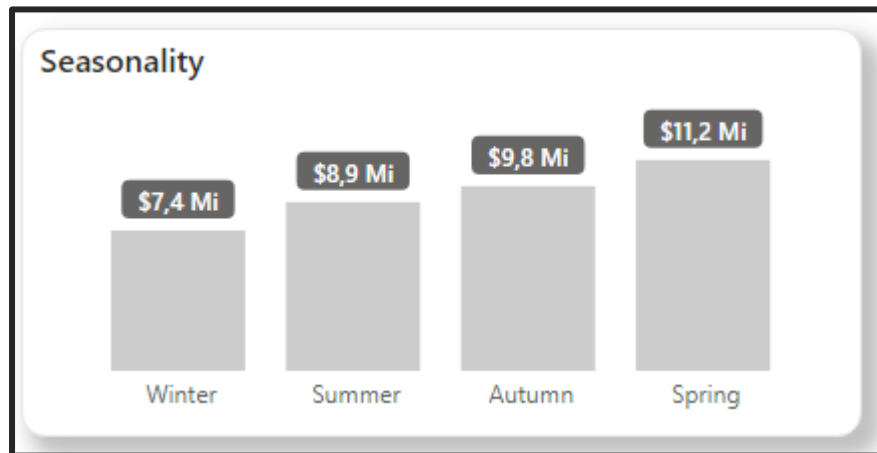 Seasonality
$7,4 Mi
$8,9 Mi
$9,8 Mi
$11,2 Mi
Winter
Summer
Autumn
Spring